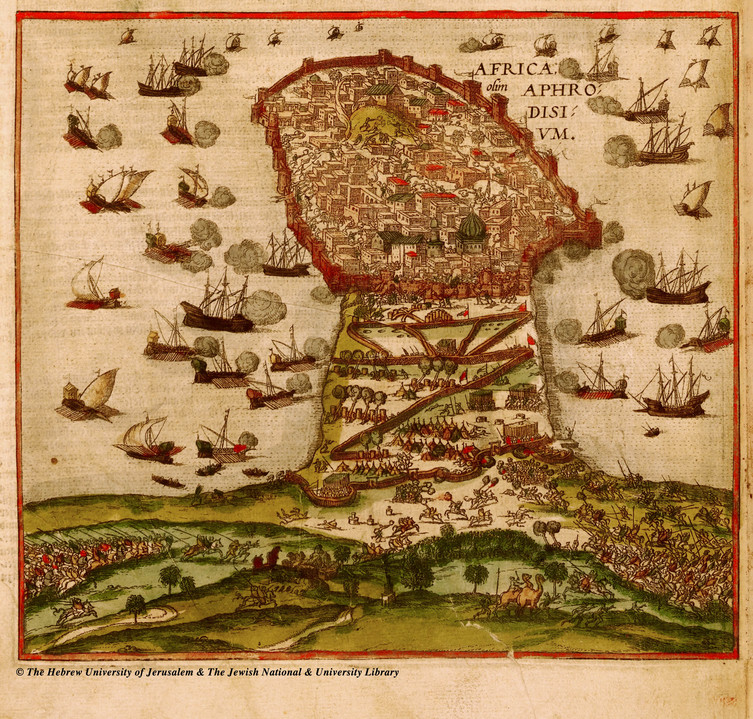 AFRICA:
olim APHRO⸗
DISI⸗
VM.
© The Hebrew University of Jerusalem & The Jewish National & University Library